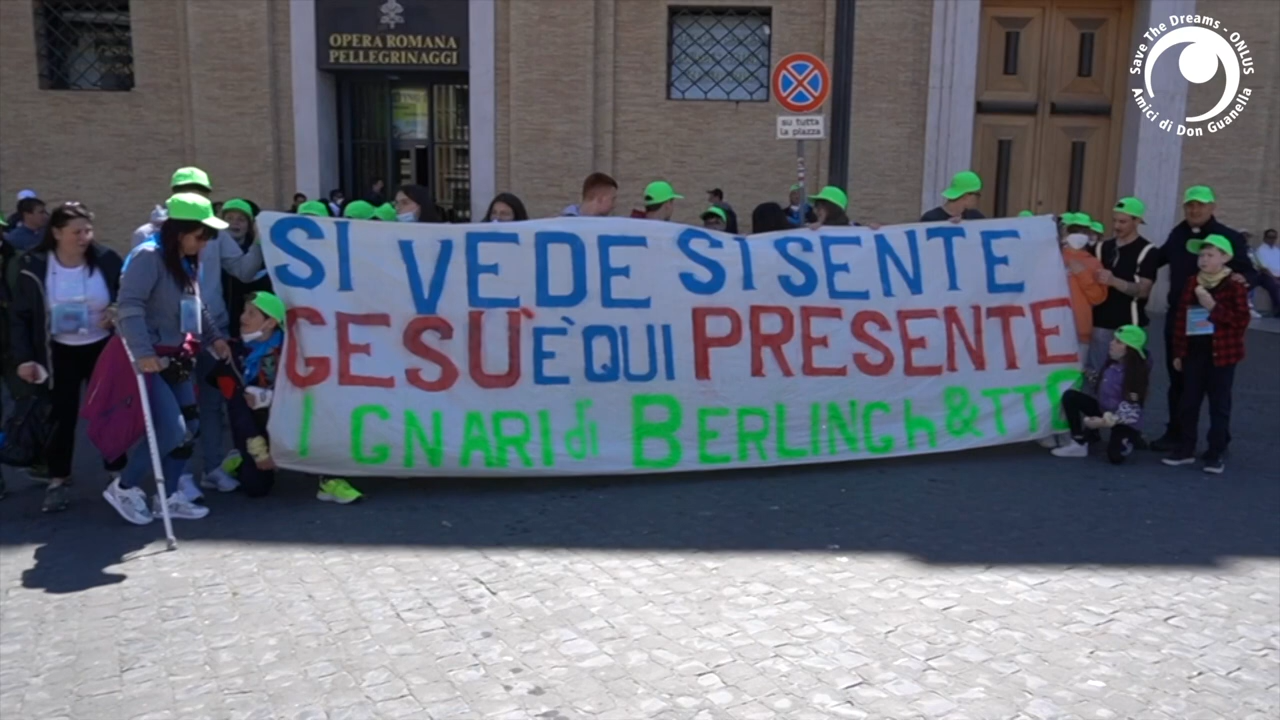 OPERA ROMANA
PELLEGRINAGGI
su tutta
la piazza
Save The Dreams - ONLUS
Amici di Don Guanella
SI VEDE SI SENTE
GESU' È QUI PRESENTE
I GNARI di BERLINGh&TTO